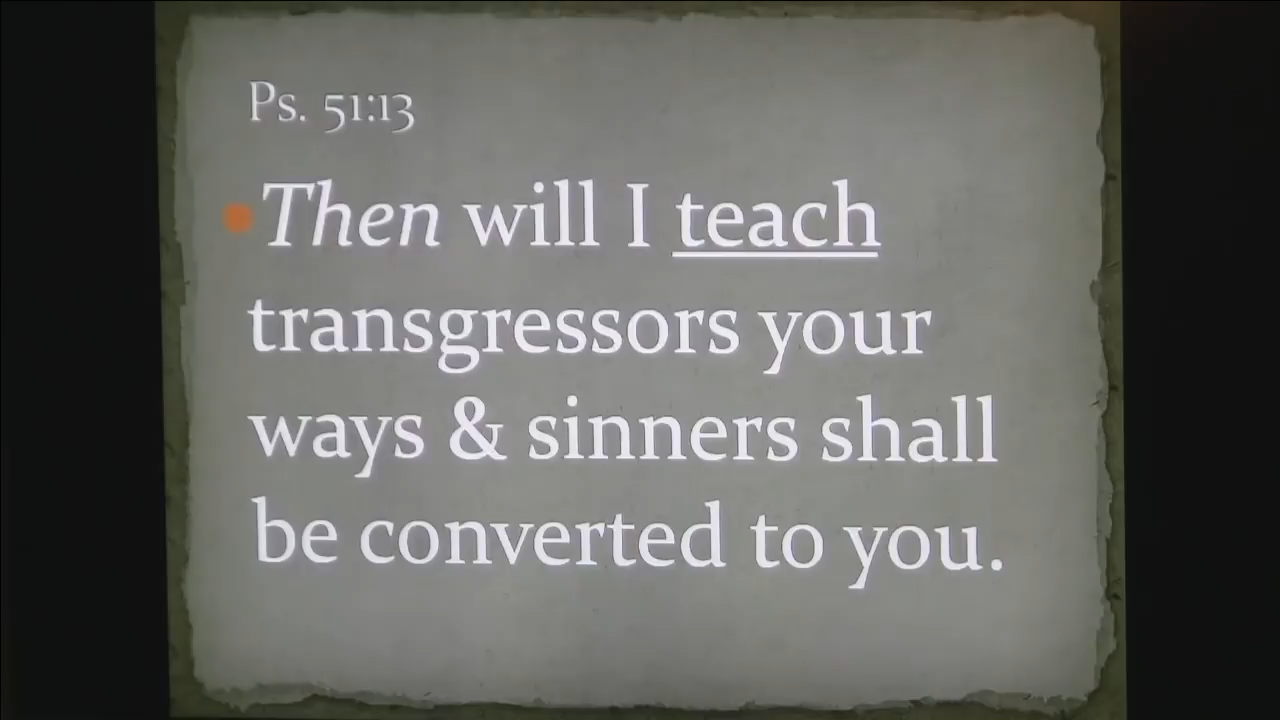 Ps. 51:13
• Then will I teach
transgressors your
ways & sinners shall
be converted to you.